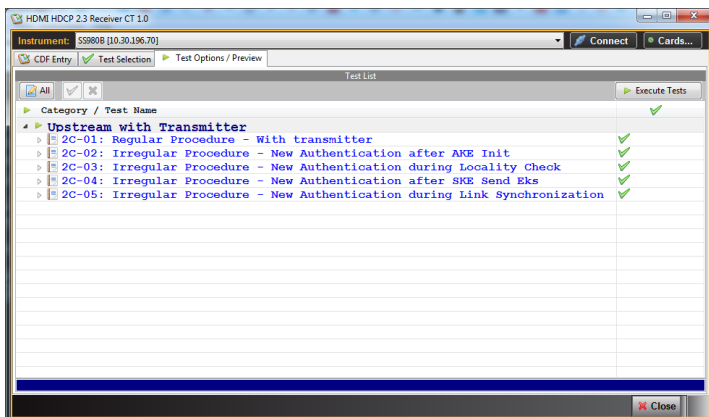 HDMI HDCP 2.3 Receiver CT 1.0
Instrument: SS980B [10.30.196.70] Connect Cards...
CDF Entry Test Selection Test Options / Preview
Test List
All Execute Tests
Category / Test Name
Upstream with Transmitter
2C-01: Regular Procedure - With transmitter
2C-02: Irregular Procedure - New Authentication after AKE Init
2C-03: Irregular Procedure - New Authentication during Locality Check
2C-04: Irregular Procedure - New Authentication after SKE Send Eks
2C-05: Irregular Procedure - New Authentication during Link Synchronization
Close